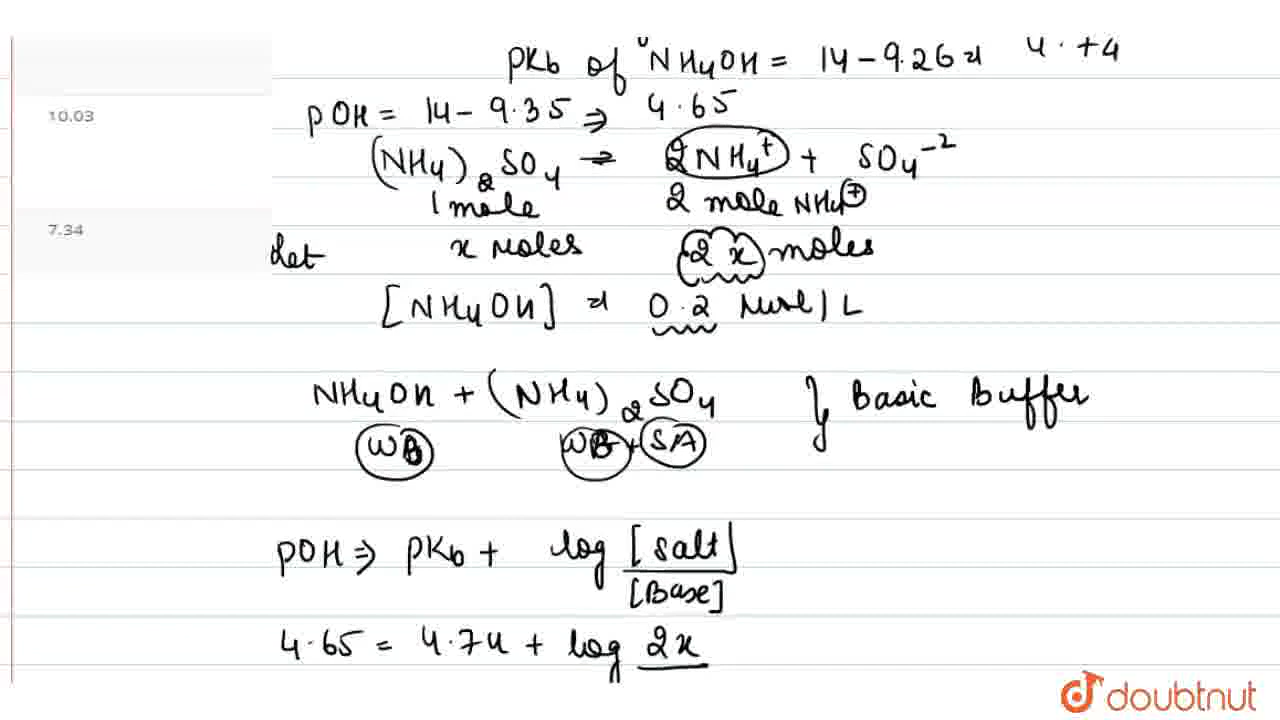 PKb of NH4OH = 14-9.26 = 4.74
10.03
POH = 14-9.35 ⇒ 4.65
(NH4)2SO4 → 2NH4+ + SO4-2
1 mole 2 mole NH4+
7.34
Let x moles 2x moles
[NH4OH] = 0.2 mole/L
NH4OH + (NH4)2SO4 } Basic Buffer
WB WB + SA
POH ⇒ PKb + log [Salt]
[Base]
4.65 = 4.74 + log 2x
doubtnut